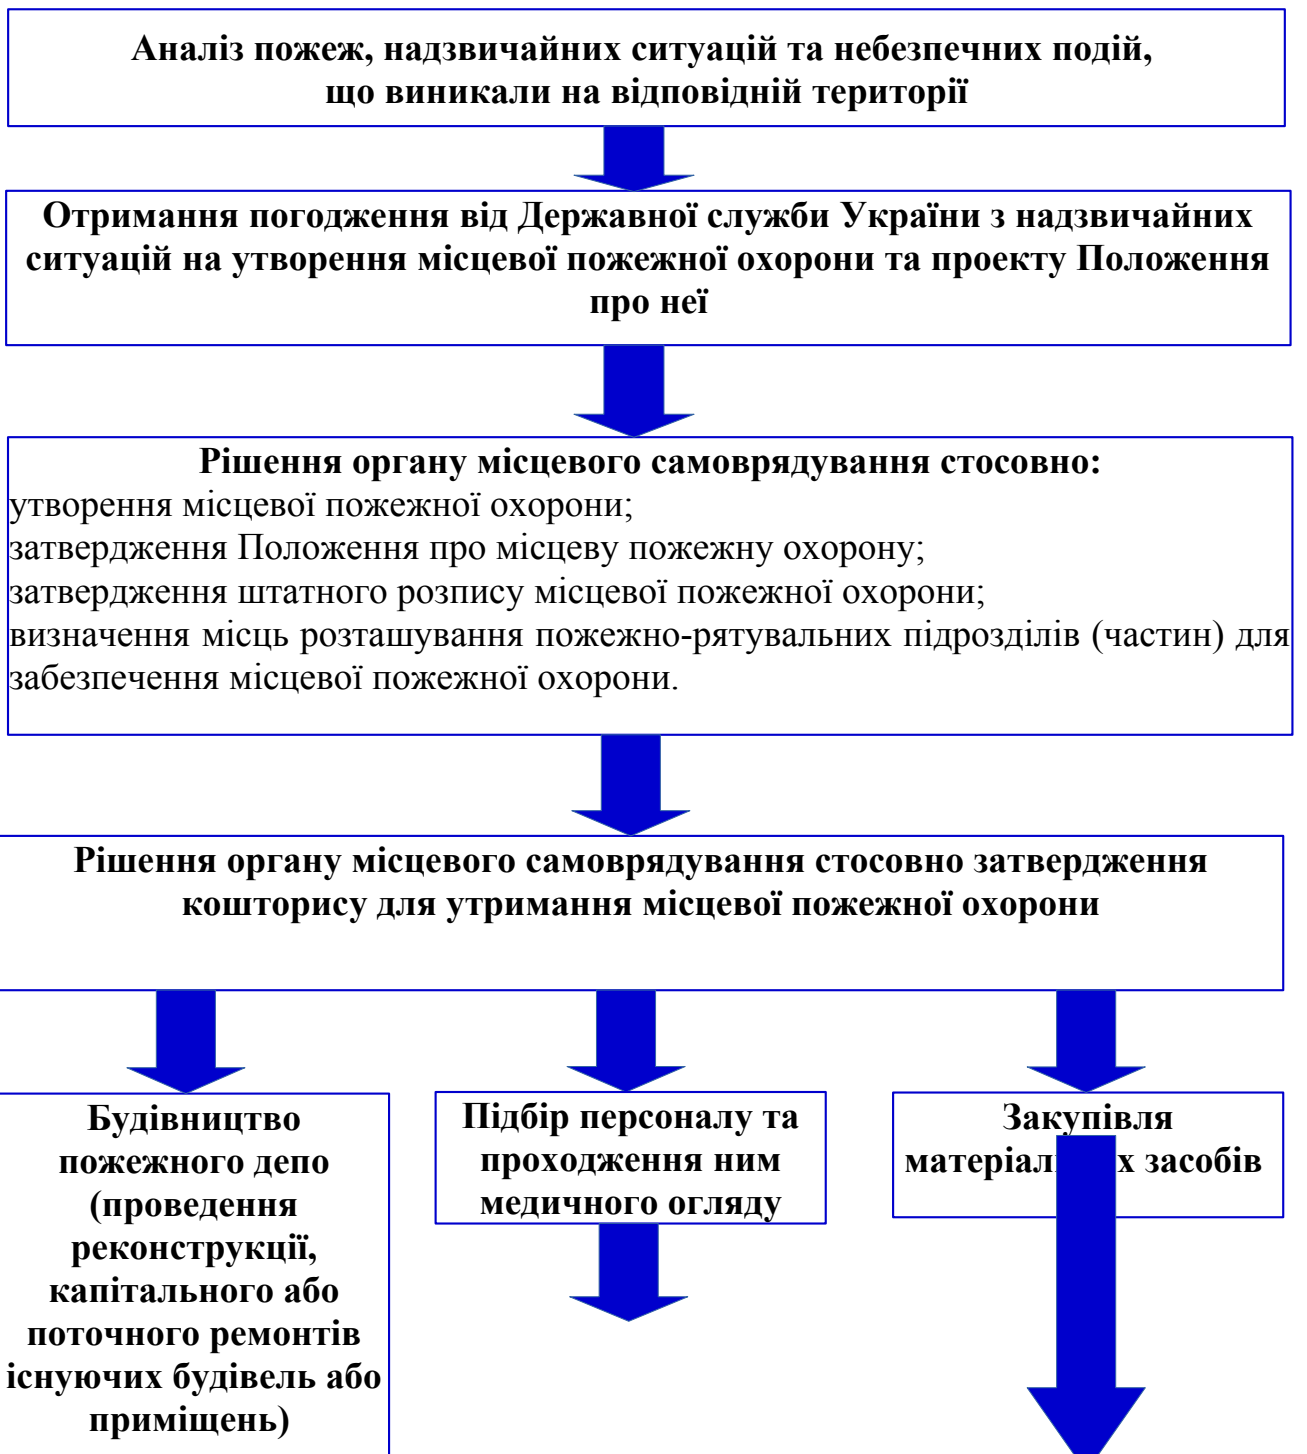 Аналіз пожеж, надзвичайних ситуацій та небезпечних подій,
що виникали на відповідній території
Отримання погодження від Державної служби України з надзвичайних
ситуацій на утворення місцевої пожежної охорони та проекту Положення
про неї
Рішення органу місцевого самоврядування стосовно:
утворення місцевої пожежної охорони;
затвердження Положення про місцеву пожежну охорону;
затвердження штатного розпису місцевої пожежної охорони;
визначення місць розташування пожежно-рятувальних підрозділів (частин) для
забезпечення місцевої пожежної охорони.
Рішення органу місцевого самоврядування стосовно затвердження
кошторису для утримання місцевої пожежної охорони
Будівництво
пожежного депо
(проведення
реконструкції,
капітального або
поточного ремонтів
існуючих будівель або
приміщень)
Підбір персоналу та
проходження ним
медичного огляду
Закупівля
засобів